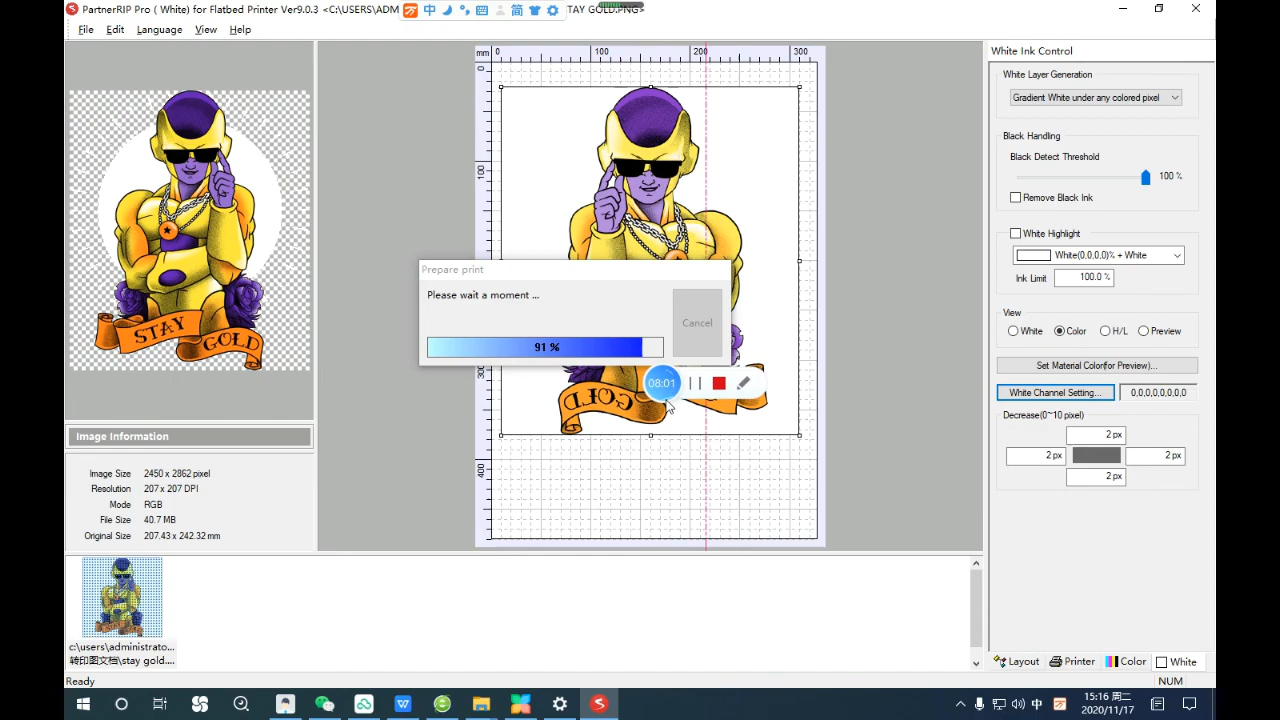 PartnerRIP Pro ( White) for Flatbed Printer Ver9.0.3 <C:\USERS\ADM
中
简
TAY GOLD.PNG>
File Edit Language View Help
mm 0 100 200 300
0
100
300
400
STAY GOLD
GOLD
Prepare print
Please wait a moment ...
Cancel
91 %
08:01
Image Information
Image Size 2450 x 2862 pixel
Resolution 207 x 207 DPI
Mode RGB
File Size 40.7 MB
Original Size 207.43 x 242.32 mm
White Ink Control
White Layer Generation
Gradient White under any colored pixel
Black Handling
Black Detect Threshold
100 %
Remove Black Ink
White Highlight
White(0.0.0.0)% + White
Ink Limit 100.0 %
View
White Color H/L Preview
Set Material Color(for Preview)...
White Channel Setting... 0,0,0,0,0,0,0
Decrease(0~10 pixel)
2 px
2 px 2 px
2 px
c:\users\administrato...
转印图文档\stay gold....
Layout Printer Color White
Ready NUM
中
15:16 周二
2020/11/17